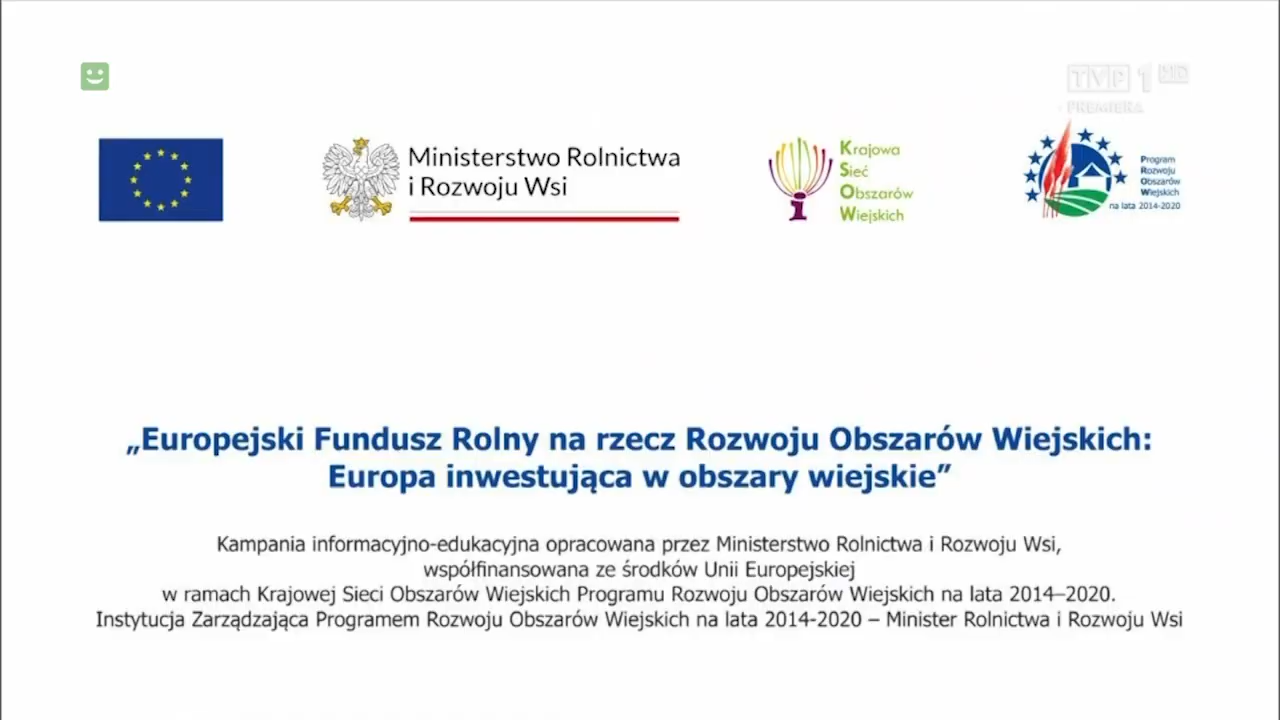 TVP 1 HD
PREMIERA
Ministerstwo Rolnictwa
i Rozwoju Wsi
Krajowa
Sieć
Obszarów
Wiejskich
Program
Rozwoju
Obszarów
Wiejskich
na lata 2014-2020
„Europejski Fundusz Rolny na rzecz Rozwoju Obszarów Wiejskich:
Europa inwestująca w obszary wiejskie”
Kampania informacyjno-edukacyjna opracowana przez Ministerstwo Rolnictwa i Rozwoju Wsi,
współfinansowana ze środków Unii Europejskiej
w ramach Krajowej Sieci Obszarów Wiejskich Programu Rozwoju Obszarów Wiejskich na lata 2014–2020.
Instytucja Zarządzająca Programem Rozwoju Obszarów Wiejskich na lata 2014-2020 – Minister Rolnictwa i Rozwoju Wsi